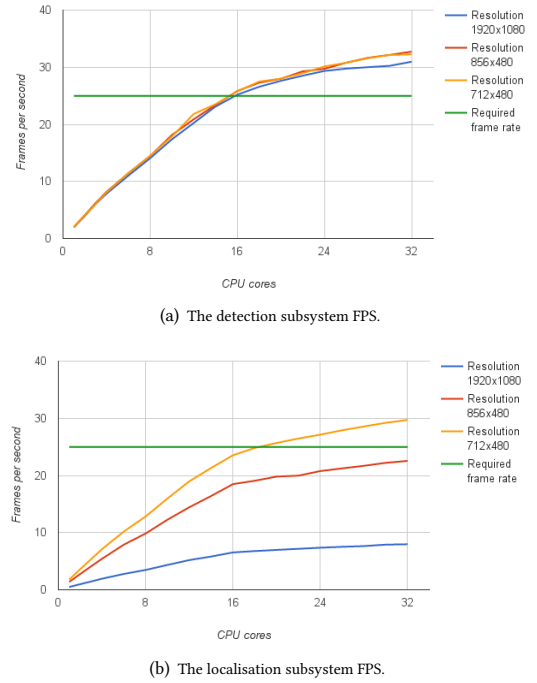 40
30
20
10
0
Frames per second
0
8
16
24
32
CPU cores
Resolution
1920x1080
Resolution
856x480
Resolution
712x480
Required
frame rate
(a) The detection subsystem FPS.
40
30
20
10
0
Frames per second
0
8
16
24
32
CPU cores
Resolution
1920x1080
Resolution
856x480
Resolution
712x480
Required
frame rate
(b) The localisation subsystem FPS.